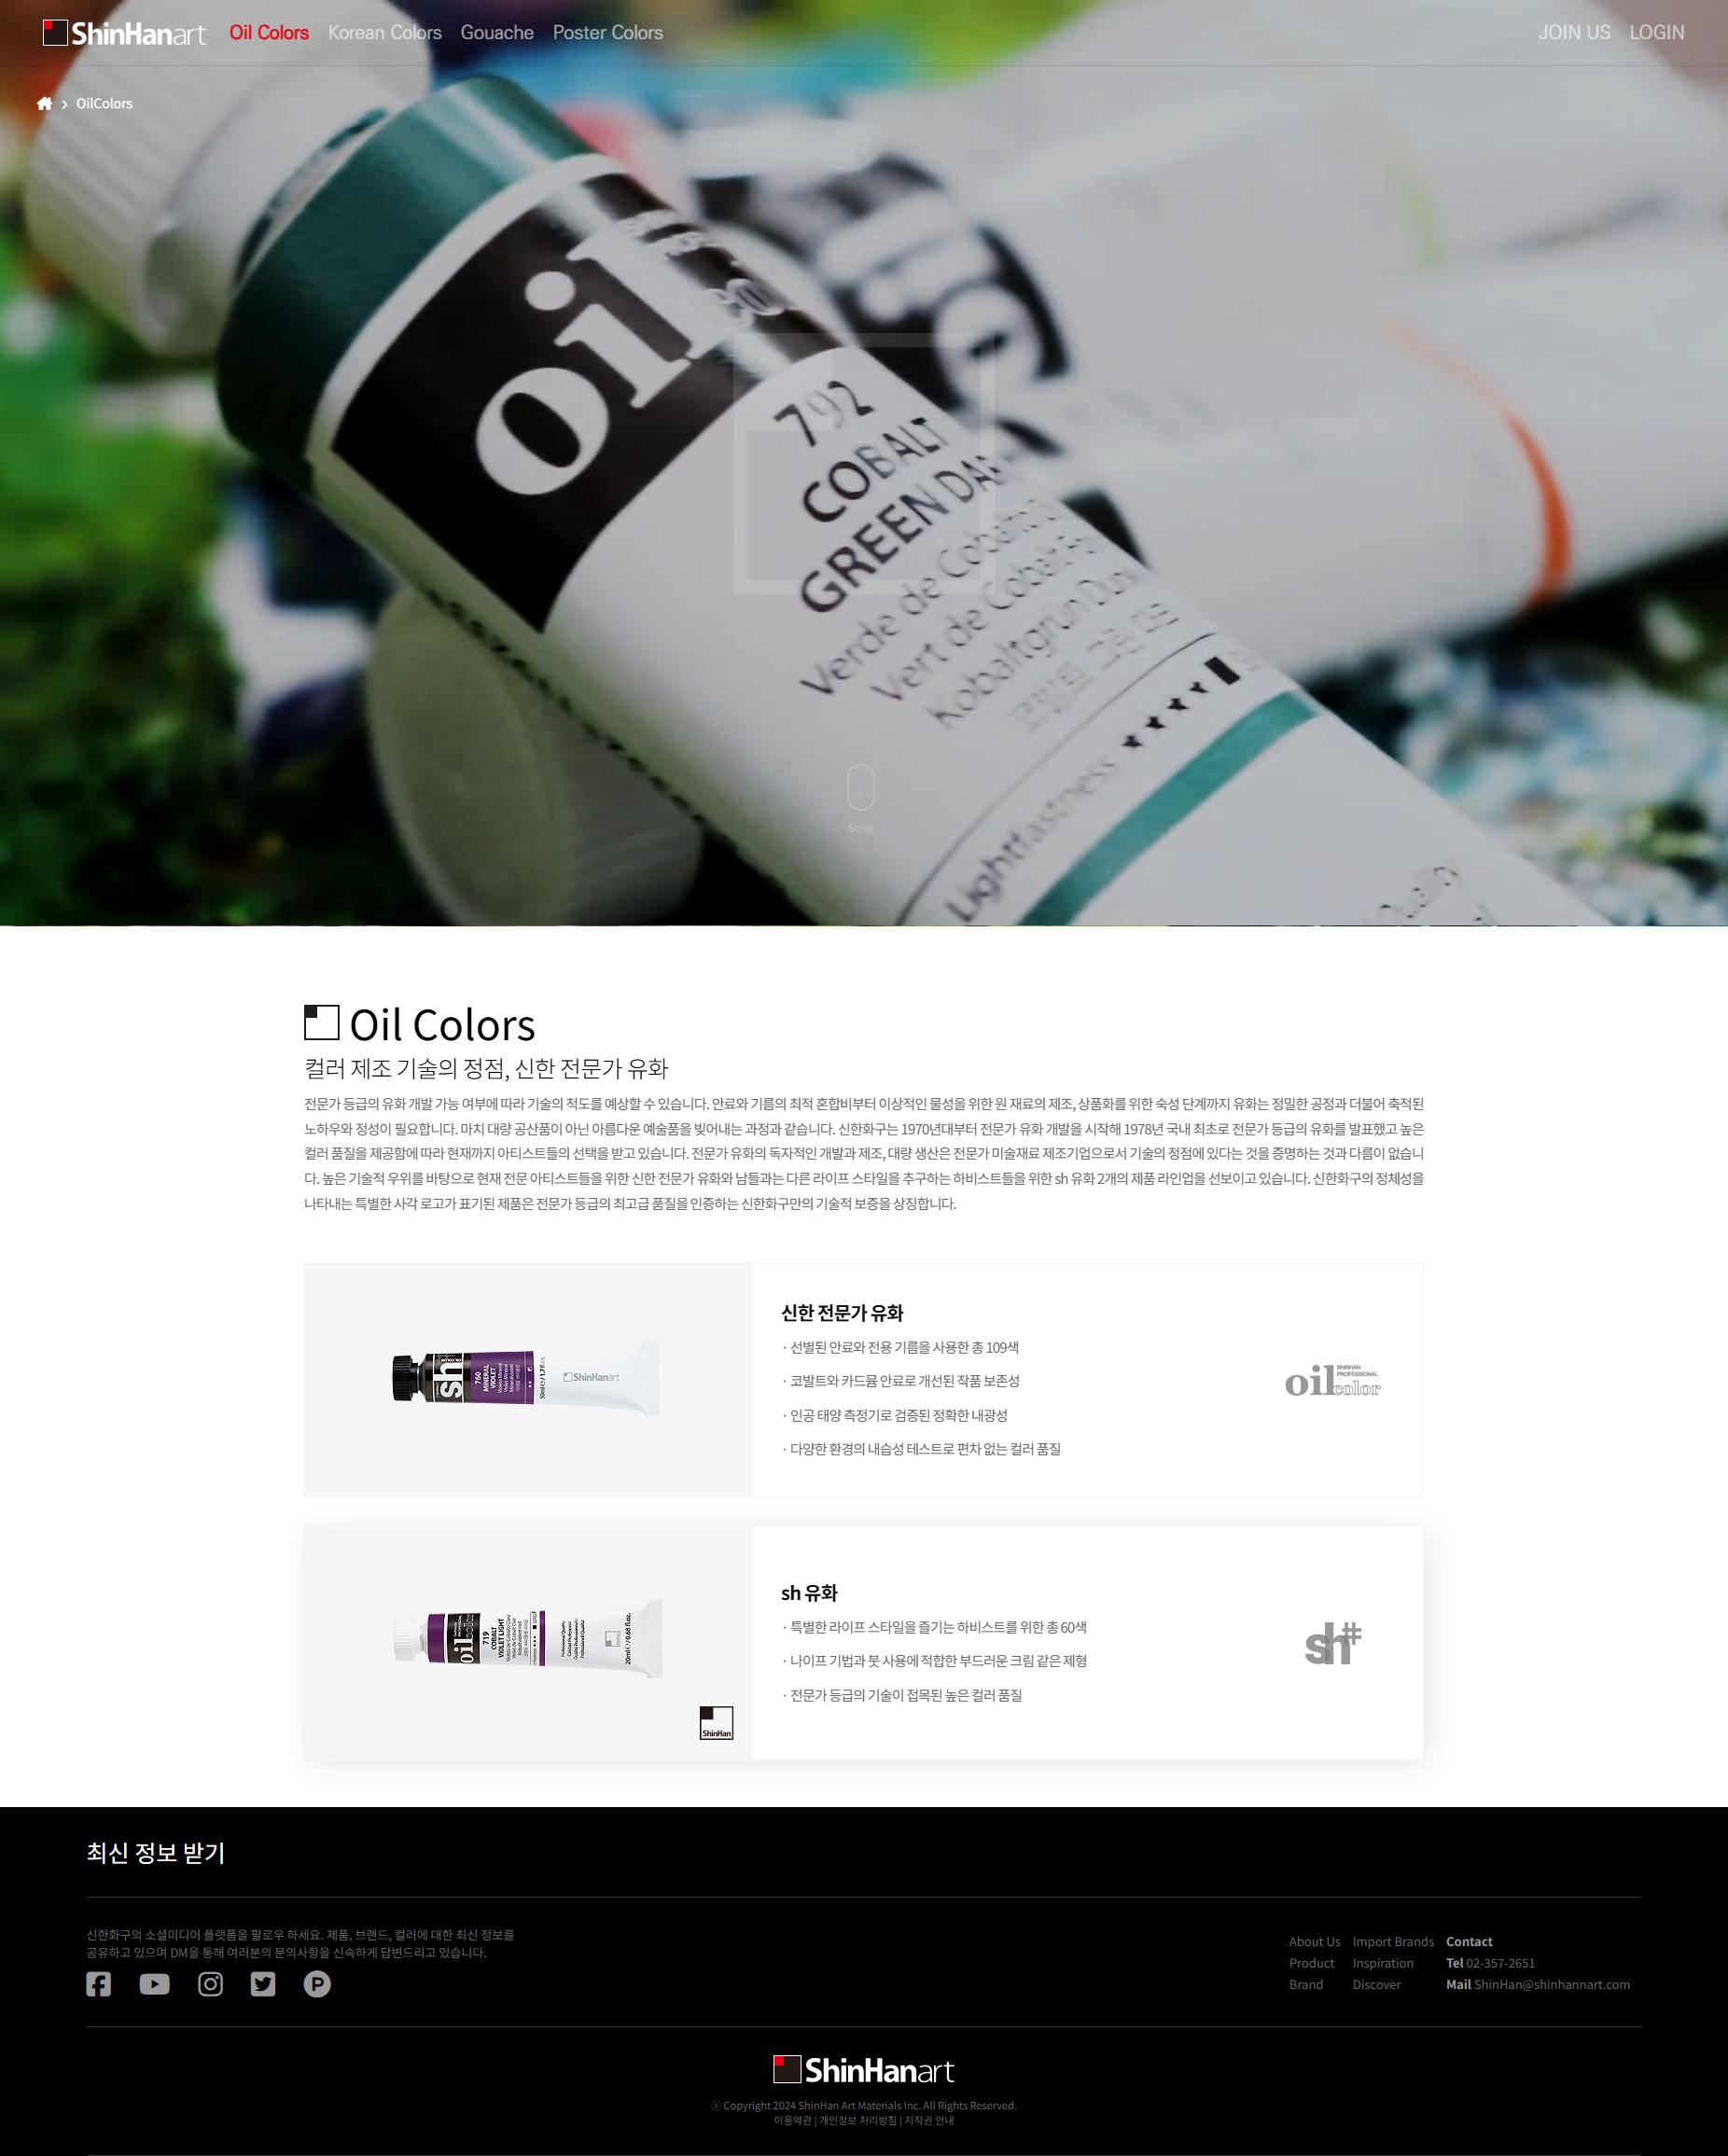 ShinHanart Oil Colors Korean Colors Gouache Poster Colors JOIN US LOGIN
OilColors
Oil
792
COBALT
GREEN
Verde de
Vert de
Lightfastness
Scroll
Oil Colors
컬러 제조 기술의 정점, 신한 전문가 유화
전문가 등급의 유화 개발 가능 여부에 따라 기술의 척도를 예상할 수 있습니다. 안료와 기름의 최적 혼합비부터 이상적인 물성을 위한 원 재료의 제조, 상품화를 위한 숙성 단계까지 유화는 정밀한 공정과 더불어 축적된
노하우와 정성이 필요합니다. 마치 대량 공산품이 아닌 아름다운 예술품을 빚어내는 과정과 같습니다. 신한화구는 1970년대부터 전문가 유화 개발을 시작해 1978년 국내 최초로 전문가 등급의 유화를 발표했고 높은
컬러 품질을 제공함에 따라 현재까지 아티스트들의 선택을 받고 있습니다. 전문가 유화의 독자적인 개발과 제조, 대량 생산은 전문가 미술재료 제조기업으로서 기술의 정점에 있다는 것을 증명하는 것과 다름이 없습니
다. 높은 기술적 우위를 바탕으로 현재 전문 아티스트들을 위한 신한 전문가 유화와 남들과는 다른 라이프 스타일을 추구하는 하비스트들을 위한 sh 유화 2개의 제품 라인업을 선보이고 있습니다. 신한화구의 정체성을
나타내는 특별한 사각 로고가 표기된 제품은 전문가 등급의 최고급 품질을 인증하는 신한화구만의 기술적 보증을 상징합니다.
sh
760
MINERAL
VIOLET
ShinHanart
신한 전문가 유화
· 선별된 안료와 전용 기름을 사용한 총 109색
· 코발트와 카드뮴 안료로 개선된 작품 보존성
· 인공 태양 측정기로 검증된 정확한 내광성
· 다양한 환경의 내습성 테스트로 편차 없는 컬러 품질
SHINHAN
PROFESSIONAL
oil color
oil
719
COBALT
VIOLET LIGHT
20ml ℮ / 0.68 fl.oz.
ShinHan
sh 유화
· 특별한 라이프 스타일을 즐기는 하비스트를 위한 총 60색
· 나이프 기법과 붓 사용에 적합한 부드러운 크림 같은 제형
· 전문가 등급의 기술이 접목된 높은 컬러 품질
sh#
최신 정보 받기
신한화구의 소셜미디어 플랫폼을 팔로우 하세요. 제품, 브랜드, 컬러에 대한 최신 정보를
공유하고 있으며 DM을 통해 여러분의 문의사항을 신속하게 답변드리고 있습니다.
About Us Import Brands Contact
Product Inspiration Tel 02-357-2651
Brand Discover Mail ShinHan@shinhannart.com
ShinHanart
ⓒ Copyright 2024 ShinHan Art Materials Inc. All Rights Reserved.
이용약관 | 개인정보 처리방침 | 저작권 안내